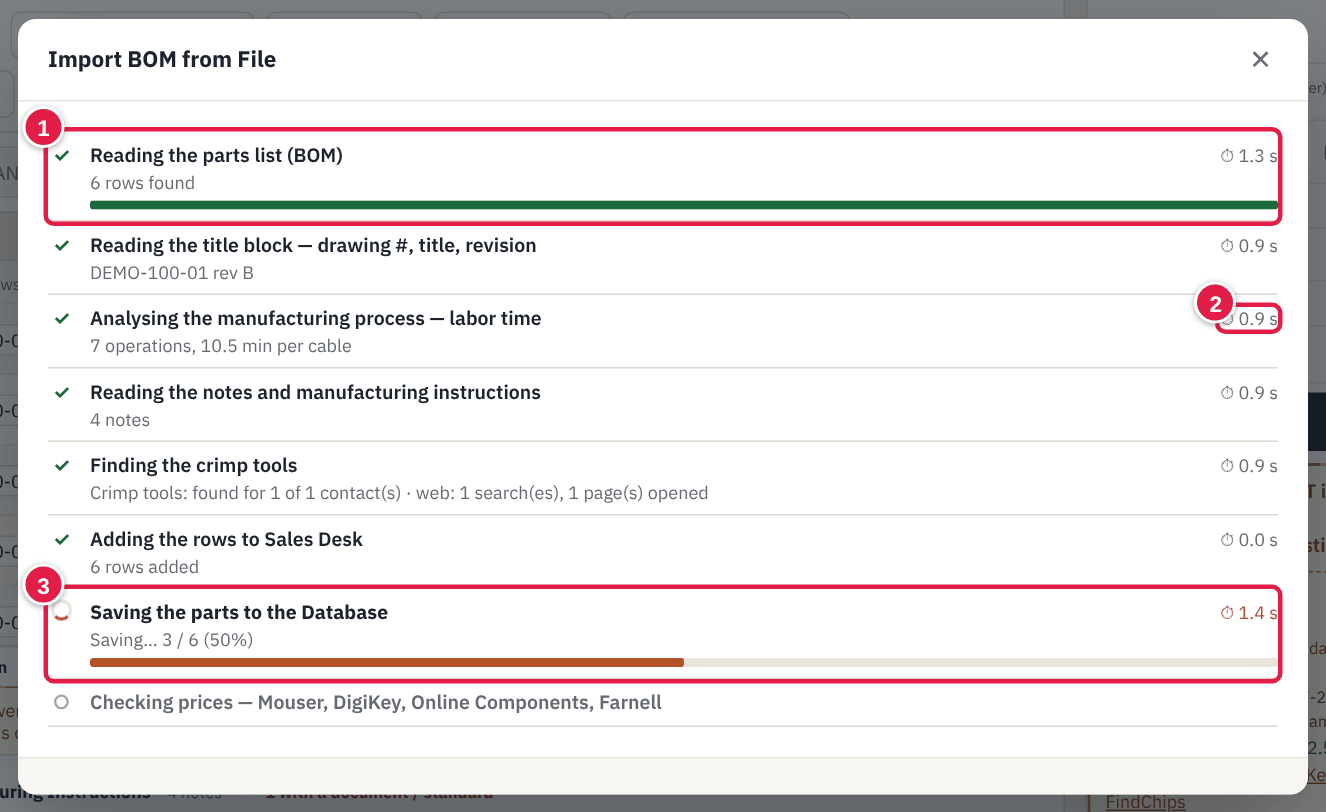 Import BOM from File
1
Reading the parts list (BOM)
1.3 s
6 rows found
Reading the title block — drawing #, title, revision
0.9 s
DEMO-100-01 rev B
2
Analysing the manufacturing process — labor time
0.9 s
7 operations, 10.5 min per cable
Reading the notes and manufacturing instructions
0.9 s
4 notes
Finding the crimp tools
0.9 s
Crimp tools: found for 1 of 1 contact(s) · web: 1 search(es), 1 page(s) opened
Adding the rows to Sales Desk
0.0 s
6 rows added
3
Saving the parts to the Database
1.4 s
Saving... 3 / 6 (50%)
Checking prices — Mouser, DigiKey, Online Components, Farnell
FindChips